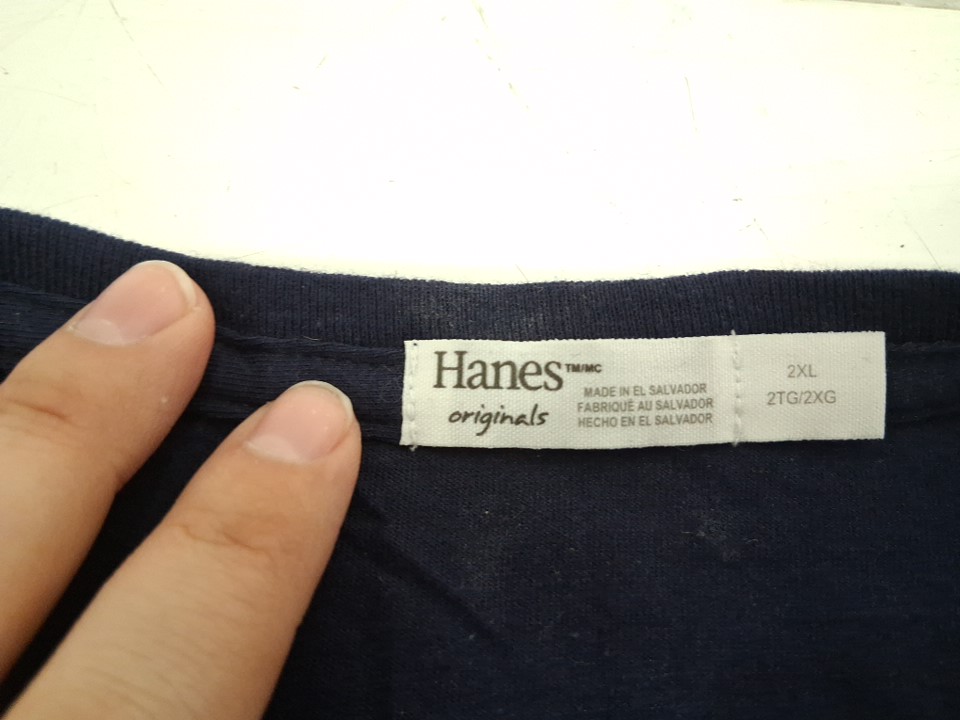 Hanes TM/MC
originals
MADE IN EL SALVADOR
FABRIQUÉ AU SALVADOR
HECHO EN EL SALVADOR
2XL
2TG/2XG